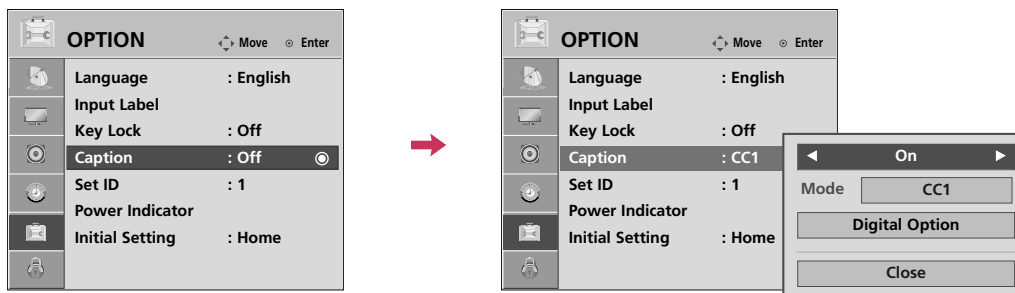 OPTION Move Enter
Language : English
Input Label
Key Lock : Off
Caption : Off
Set ID : 1
Power Indicator
Initial Setting : Home
OPTION Move Enter
Language : English
Input Label
Key Lock : Off
Caption : CC1
Set ID : 1
Power Indicator
Initial Setting : Home
On
Mode CC1
Digital Option
Close